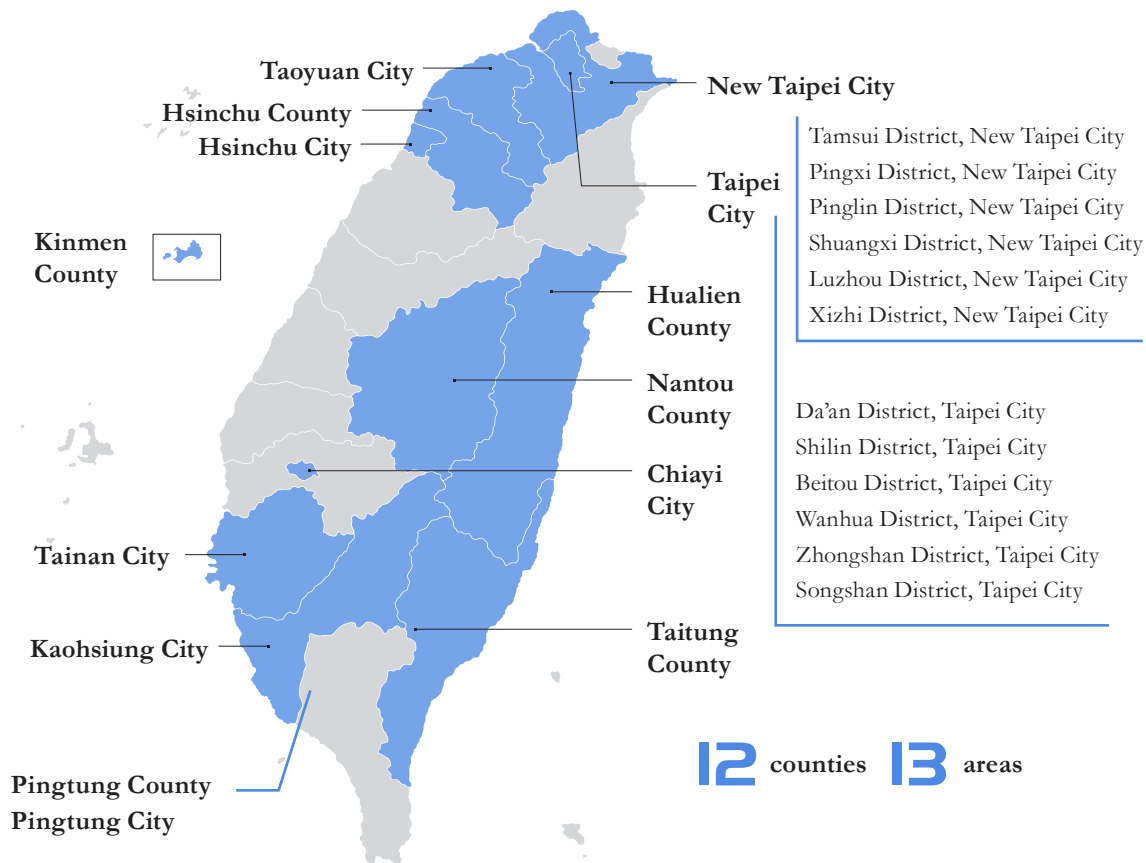 Taoyuan City
Hsinchu County
Hsinchu City
Kinmen
County
Tainan City
Kaohsiung City
Pingtung County
Pingtung City
New Taipei City
Tamsui District, New Taipei City
Pingxi District, New Taipei City
Pinglin District, New Taipei City
Shuangxi District, New Taipei City
Luzhou District, New Taipei City
Xizhi District, New Taipei City
Taipei
City
Da’an District, Taipei City
Shilin District, Taipei City
Beitou District, Taipei City
Wanhua District, Taipei City
Zhongshan District, Taipei City
Songshan District, Taipei City
Hualien
County
Nantou
County
Chiayi
City
Taitung
County
12 counties 13 areas